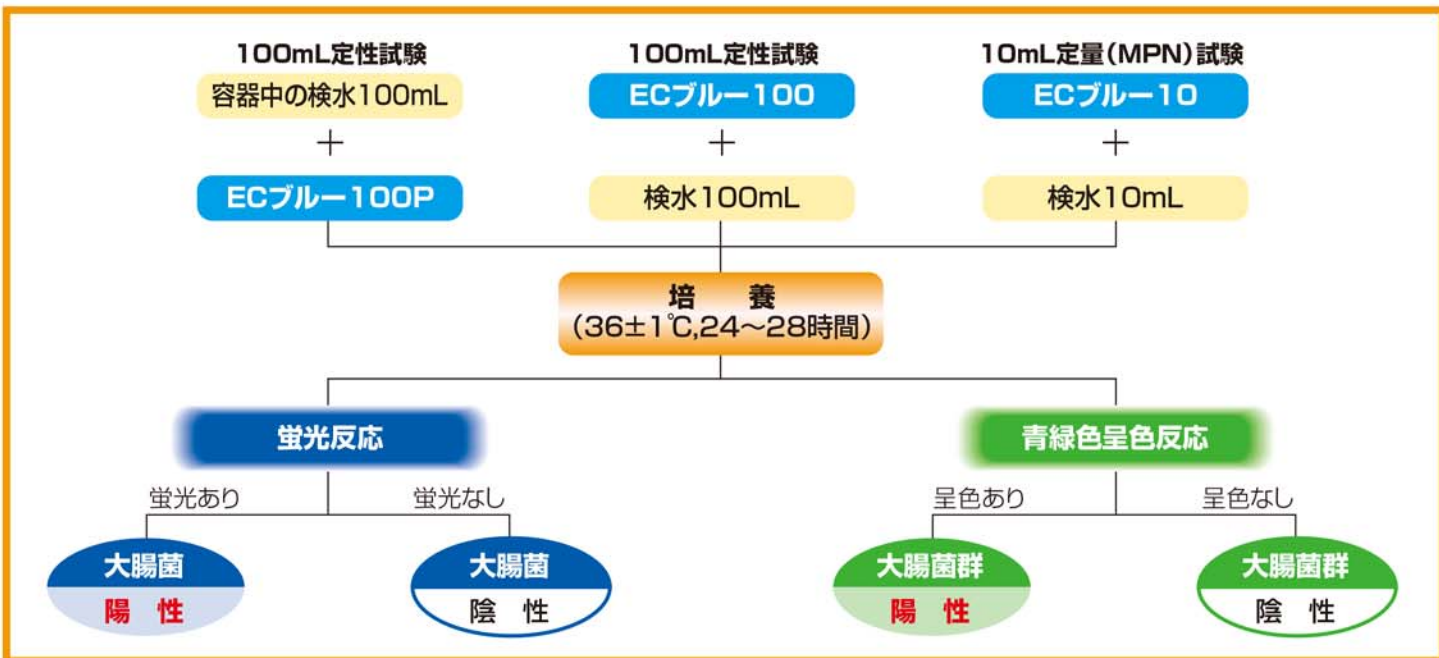 100mL定性試験
容器中の検水100mL
+
ECブルー100P
100mL定性試験
ECブルー100
+
検水100mL
10mL定量(MPN)試験
ECブルー10
+
検水10mL
培 養
(36±1℃,24～28時間)
蛍光反応
蛍光あり
蛍光なし
大腸菌
陽 性
大腸菌
陰 性
青緑色呈色反応
呈色あり
呈色なし
大腸菌群
陽 性
大腸菌群
陰 性